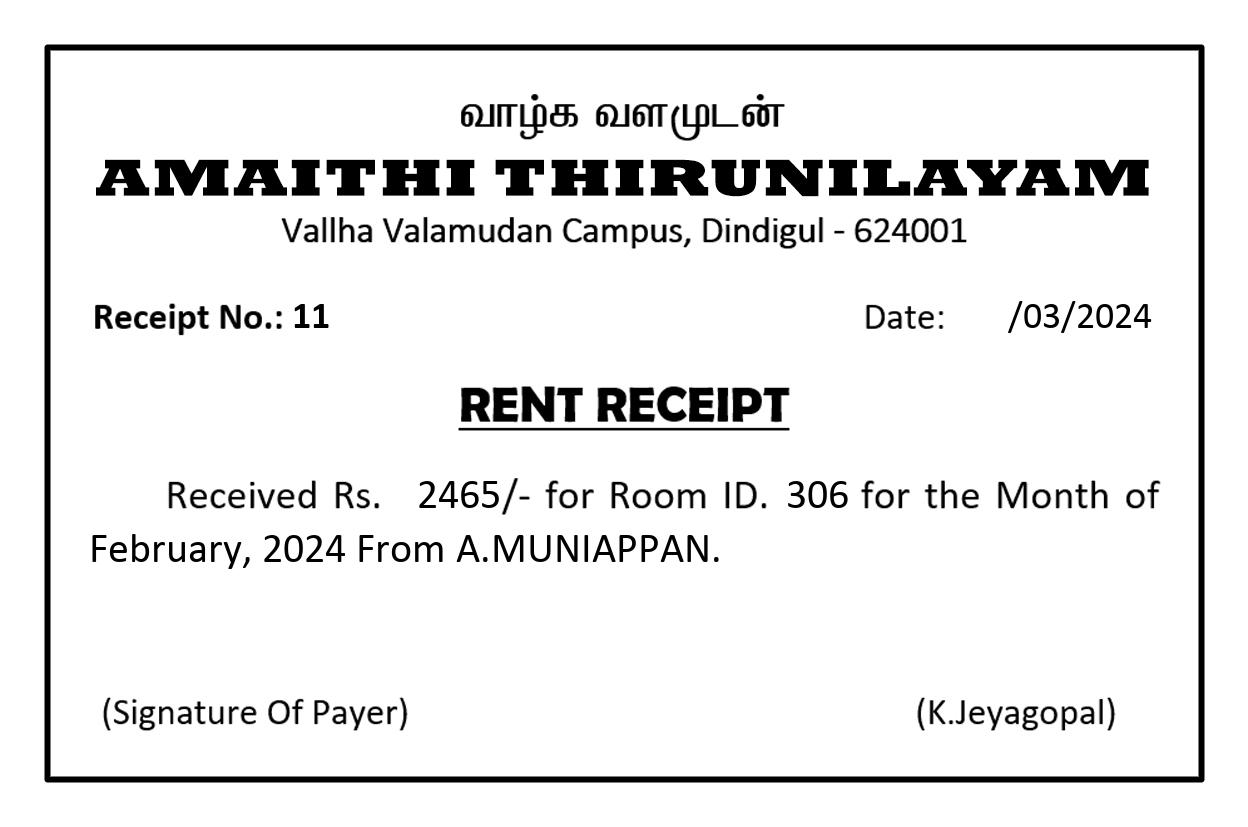 வாழ்க வளமுடன்
AMAITHI THIRUNILAYAM
Vallha Valamudan Campus, Dindigul - 624001
Receipt No.: 11 Date: /03/2024
RENT RECEIPT
Received Rs. 2465/- for Room ID. 306 for the Month of
February, 2024 From A.MUNIAPPAN.
(Signature Of Payer) (K.Jeyagopal)